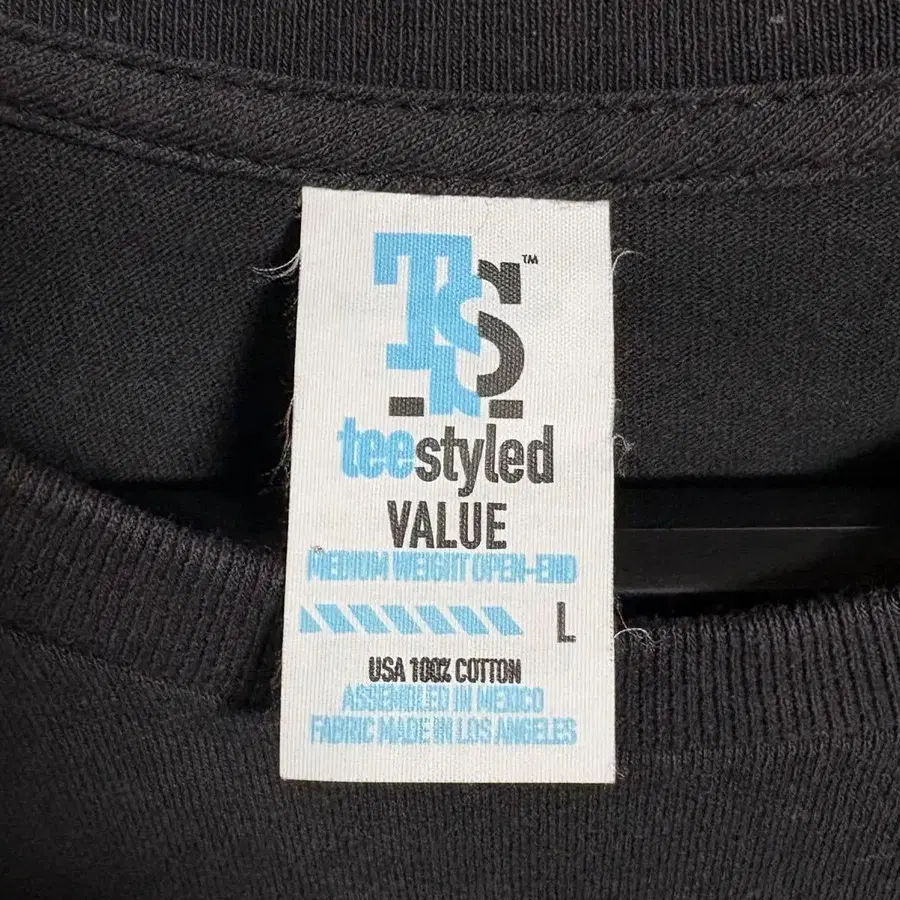 TS™
teestyled
VALUE
MEDIUM WEIGHT OPEN-END
L
USA 100% COTTON
ASSEMBLED IN MEXICO
FABRIC MADE IN LOS ANGELES